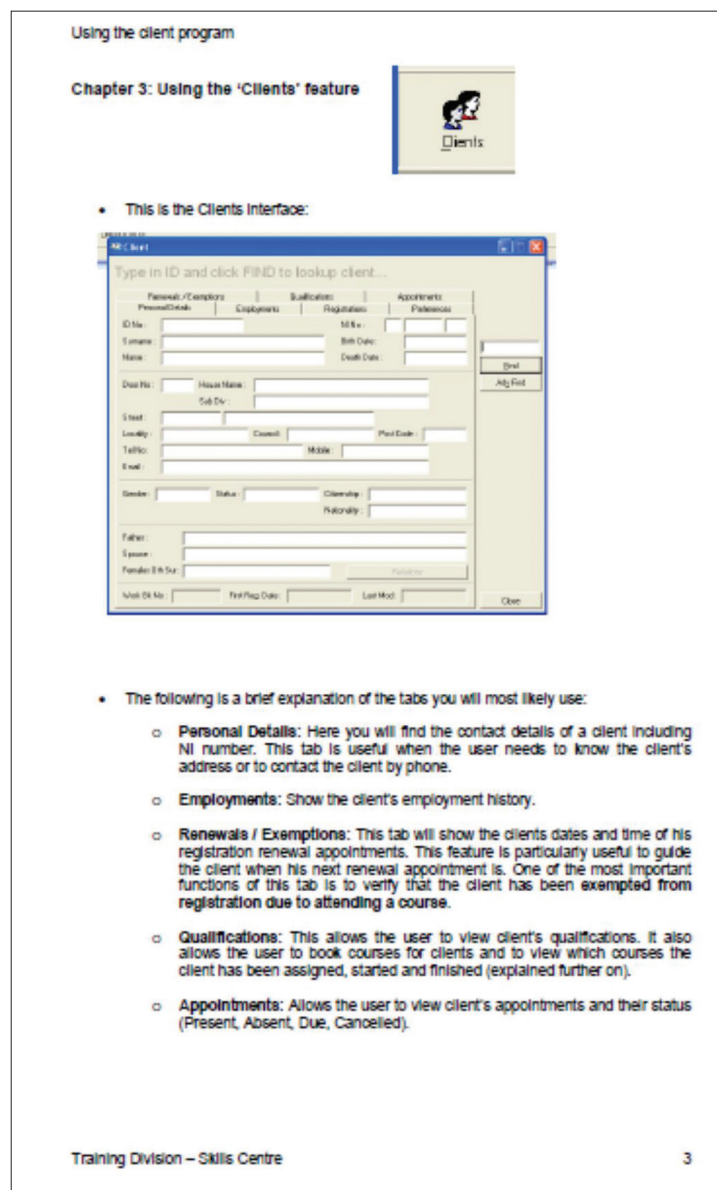 Using the client program
Chapter 3: Using the 'Clients' feature
Clients
• This is the Clients Interface:
Client
Type in ID and click FIND to lookup client...
Renewals / Exemptions Qualifications Appointments
Personal Details Employments Registrations Preferences
ID No : NI No :
Surname : Birth Date :
Name : Death Date :
Find
Adv Find
Door No : House Name :
Sub Div :
Street :
Locality : Council : Post Code :
Tel No: Mobile :
Email :
Gender : Status : Citizenship :
Nationality :
Father :
Spouse :
Females Bth Sur :
Work Bk No : First Reg Date : Last Mod:
Close
• The following is a brief explanation of the tabs you will most likely use:
o Personal Details: Here you will find the contact details of a client including
NI number. This tab is useful when the user needs to know the client's
address or to contact the client by phone.
o Employments: Show the client's employment history.
o Renewals / Exemptions: This tab will show the clients dates and time of his
registration renewal appointments. This feature is particularly useful to guide
the client when his next renewal appointment is. One of the most important
functions of this tab is to verify that the client has been exempted from
registration due to attending a course.
o Qualifications: This allows the user to view client's qualifications. It also
allows the user to book courses for clients and to view which courses the
client has been assigned, started and finished (explained further on).
o Appointments: Allows the user to view client's appointments and their status
(Present, Absent, Due, Cancelled).
Training Division – Skills Centre 3